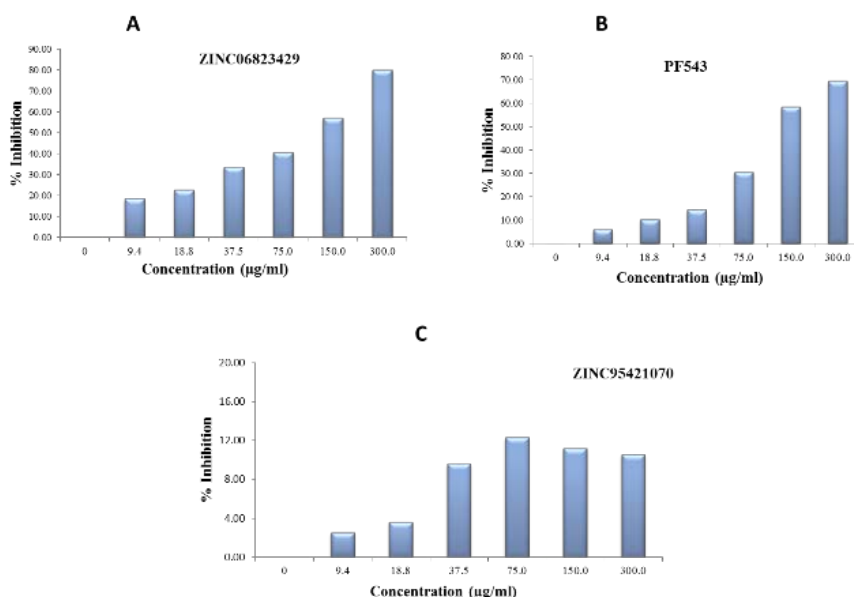 A
ZINC06823429
90.00
80.00
70.00
60.00
50.00
40.00
30.00
20.00
10.00
0.00
% Inhibition
0 9.4 18.8 37.5 75.0 150.0 300.0
Concentration (µg/ml)
B
PF543
80.00
70.00
60.00
50.00
40.00
30.00
20.00
10.00
0.00
% Inhibition
0 9.4 18.8 37.5 75.0 150.0 300.0
Concentration (µg/ml)
C
ZINC95421070
20.00
16.00
12.00
8.00
4.00
0.00
% Inhibition
0 9.4 18.8 37.5 75.0 150.0 300.0
Concentration (µg/ml)